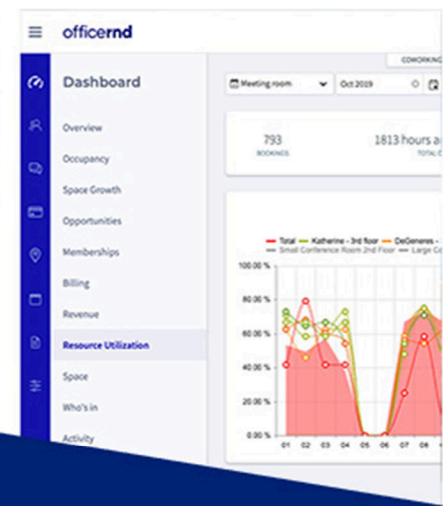 officernd
COWORKING
Dashboard
Meeting room
Oct 2019
Overview
793
1813 hours a
BOOKINGS
TOTAL
Occupancy
Space Growth
Opportunities
Total
Katherine - 3rd floor
DeGeneres -
Memberships
Small Conference Room 2nd Floor
Large
100.00 %
Billing
80.00 %
Revenue
60.00 %
Resource Utilization
40.00 %
Space
20.00 %
Who's in
0.00 %
Activity
01 02 03 04 05 06 07 08